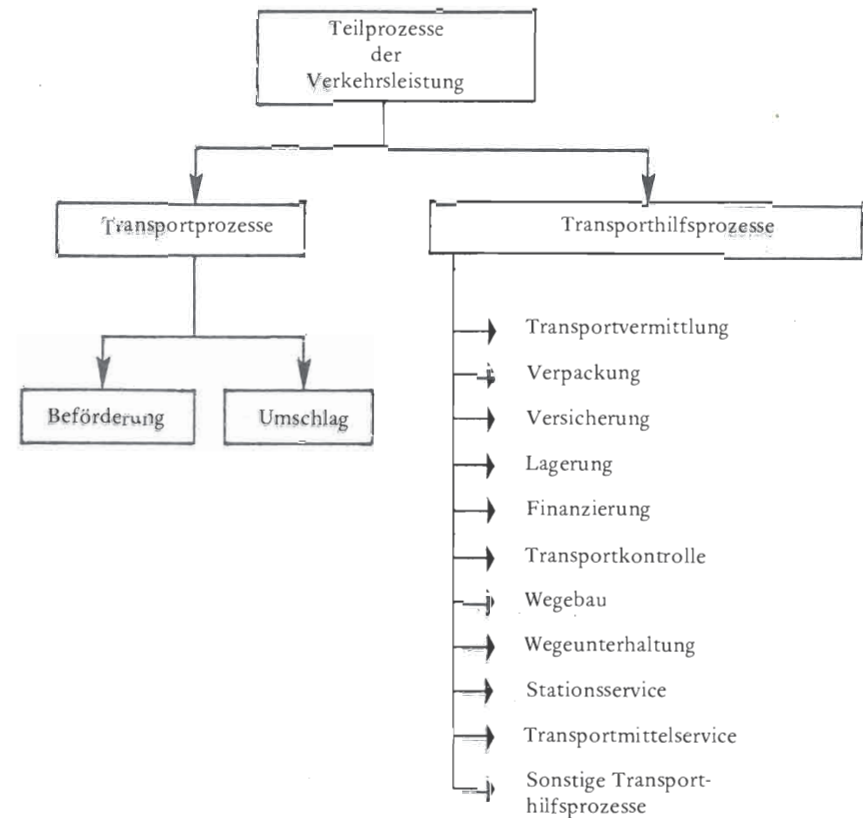 Teilprozesse
der
Verkehrsleistung
Transportprozesse
Transporthilfsprozesse
Beförderung
Umschlag
Transportvermittlung
Verpackung
Versicherung
Lagerung
Finanzierung
Transportkontrolle
Wegebau
Wegeunterhaltung
Stationsservice
Transportmittelservice
Sonstige Transport-
hilfsprozesse